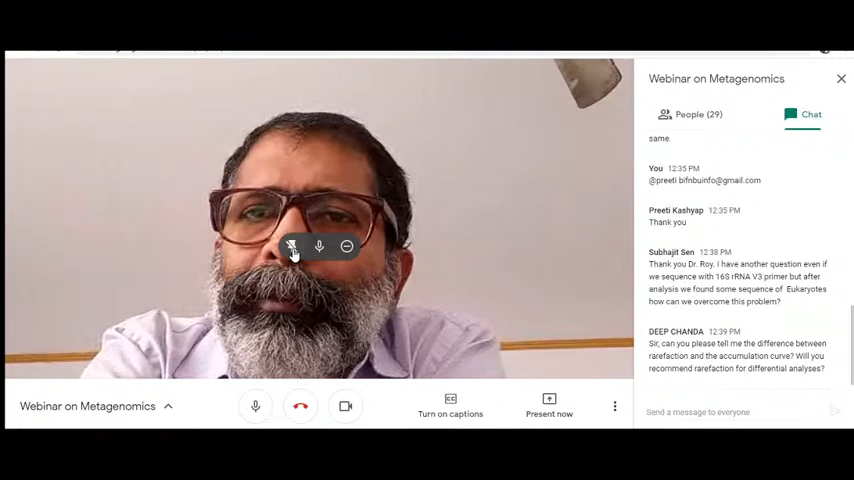 Webinar on Metagenomics
People (29)
Chat
same.
You 12:35 PM
@preeti bifnbuinfo@gmail.com
Preeti Kashyap 12:35 PM
Thank you
Subhajit Sen 12:38 PM
Thank you Dr. Roy. I have another question even if
we sequence with 16S rRNA V3 primer but after
analysis we found some sequence of Eukaryotes
how can we overcome this problem?
DEEP CHANDA 12:39 PM
Sir, can you please tell me the difference between
rarefaction and the accumulation curve? Will you
recommend rarefaction for differential analyses?
Send a message to everyone
Webinar on Metagenomics
CC
Turn on captions
Present now